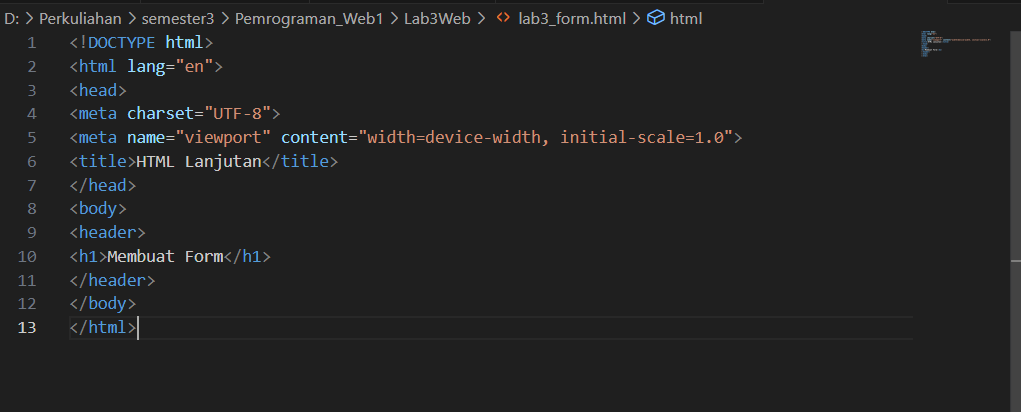 D: > Perkuliahan > semester3 > Pemrograman_Web1 > Lab3Web > <> lab3_form.html > html
1 <!DOCTYPE html>
2 <html lang="en">
3 <head>
4 <meta charset="UTF-8">
5 <meta name="viewport" content="width=device-width, initial-scale=1.0">
6 <title>HTML Lanjutan</title>
7 </head>
8 <body>
9 <header>
10 <h1>Membuat Form</h1>
11 </header>
12 </body>
13 </html>